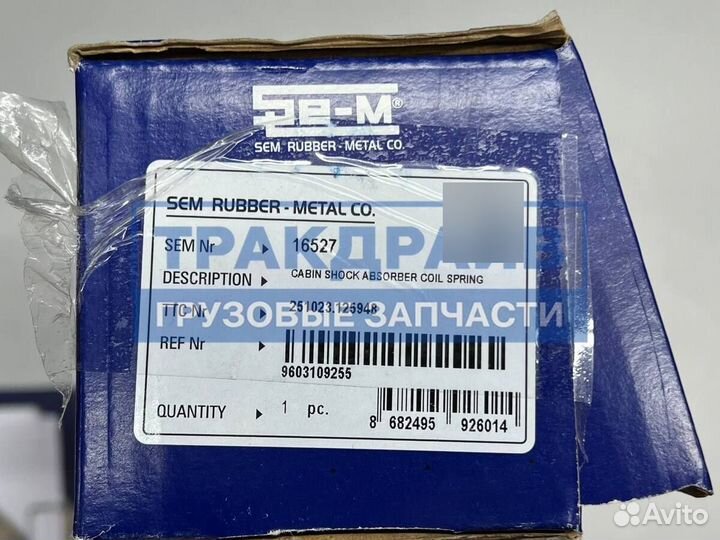 Se-M®
SEM RUBBER-METAL CO.
SEM RUBBER - METAL CO.
SEM Nr 16527
ТРАКДРАЙВ
DESCRIPTION CABIN SHOCK ABSORBER COIL SPRING
TTC Nr 251023.125948
ГРУЗОВЫЕ ЗАПЧАСТИ
REF Nr
9603109255
QUANTITY 1 pc.
8 682495 926014
Avito